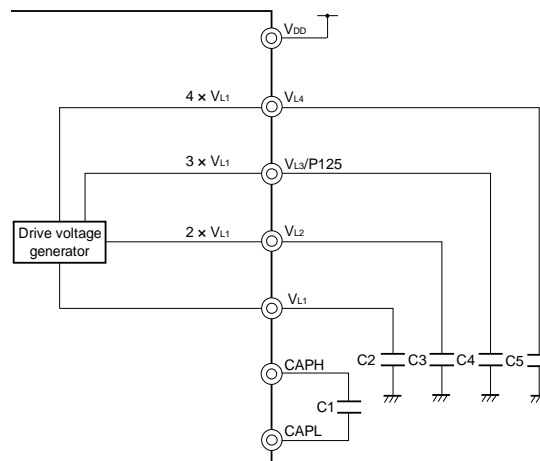 VDD
4 × VL1
VL4
3 × VL1
VL3/P125
Drive voltage
generator
2 × VL1
VL2
VL1
C2
C3
C4
C5
CAPH
C1
CAPL